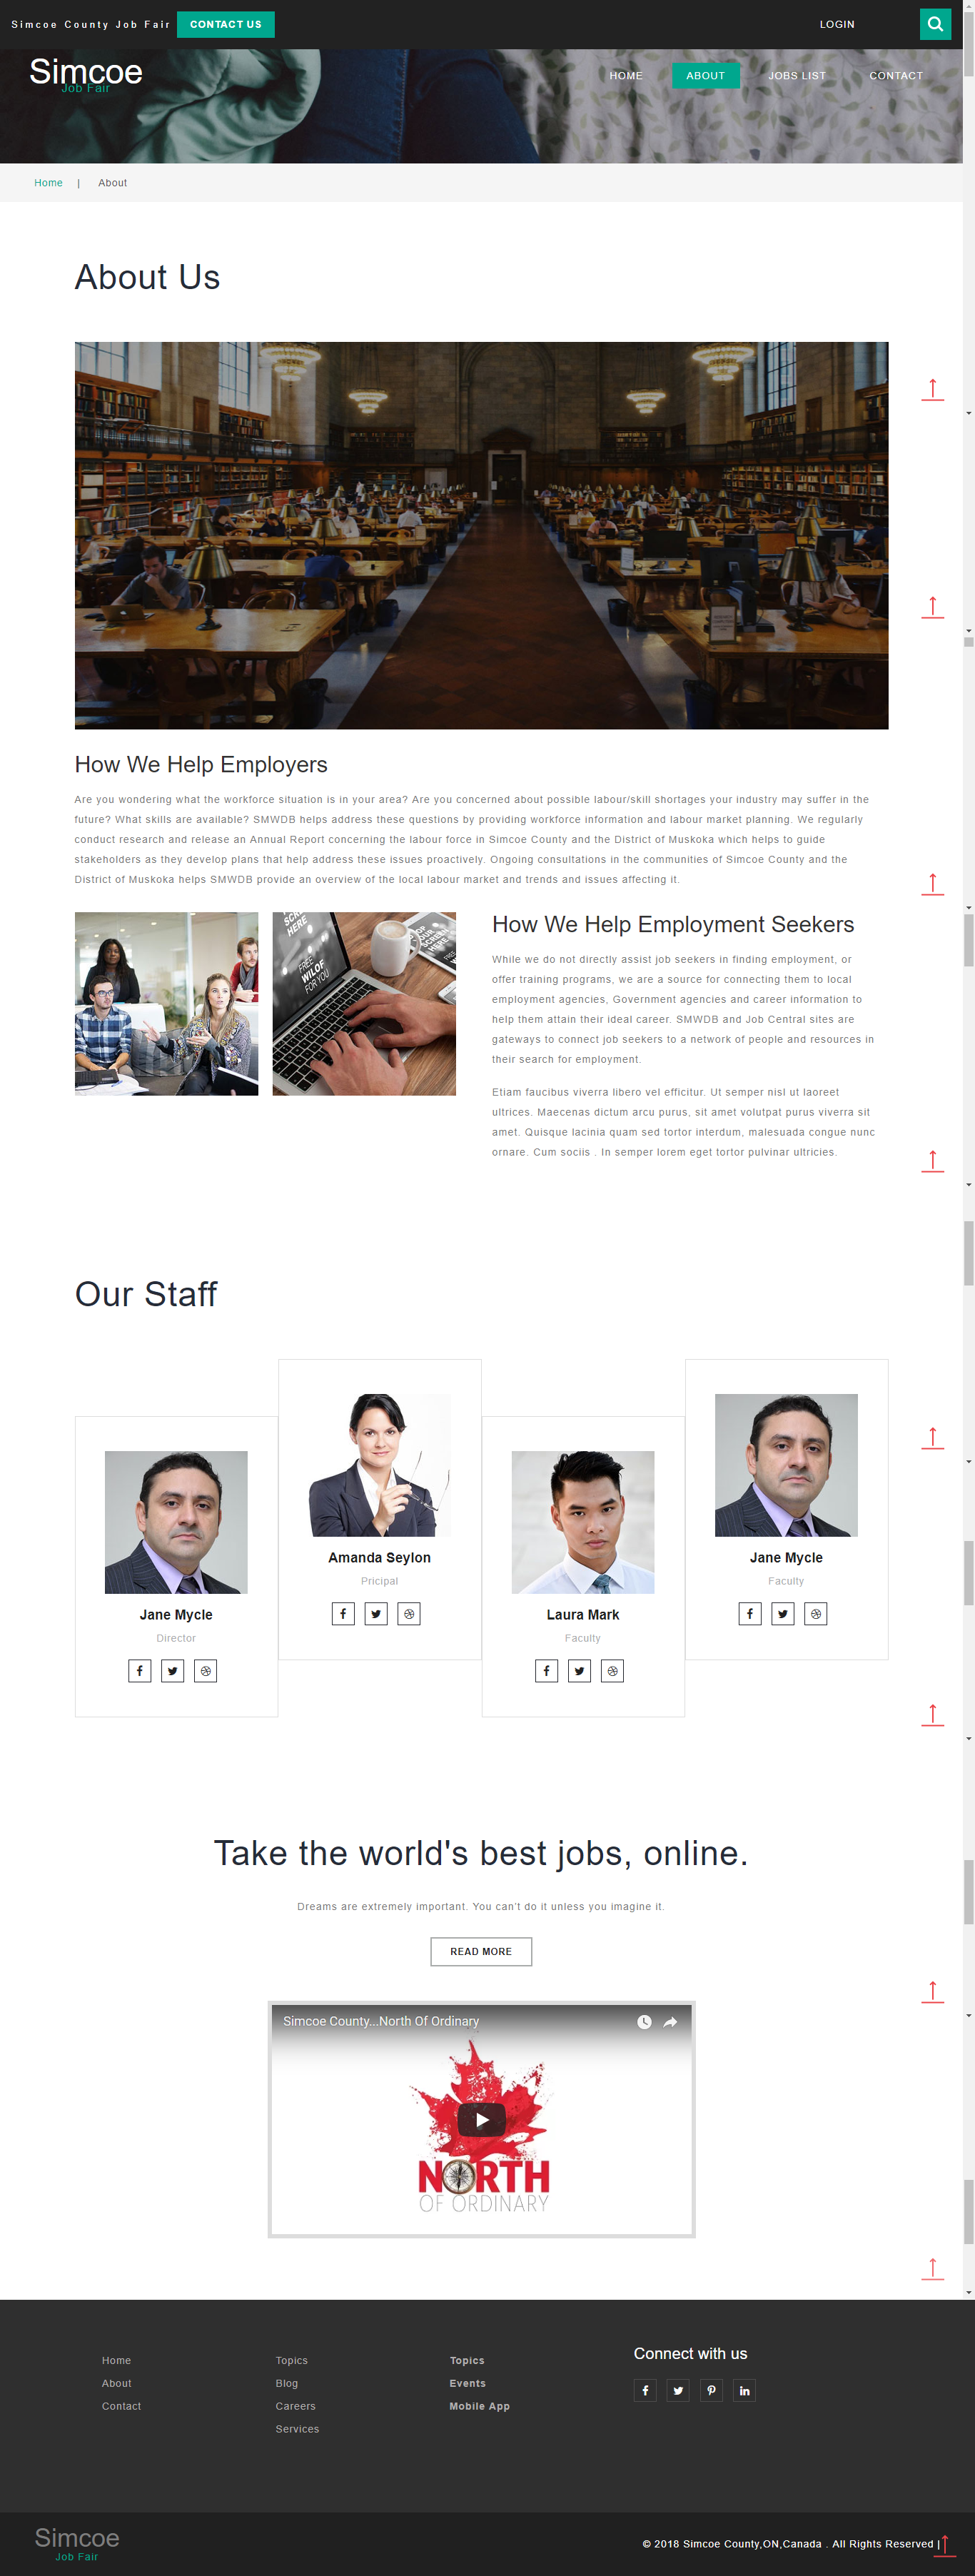 Simcoe County Job Fair CONTACT US LOGIN
Simcoe
Job Fair
HOME ABOUT JOBS LIST CONTACT
Home | About
About Us
How We Help Employers
Are you wondering what the workforce situation is in your area? Are you concerned about possible labour/skill shortages your industry may suffer in the
future? What skills are available? SMWDB helps address these questions by providing workforce information and labour market planning. We regularly
conduct research and release an Annual Report concerning the labour force in Simcoe County and the District of Muskoka which helps to guide
stakeholders as they develop plans that help address these issues proactively. Ongoing consultations in the communities of Simcoe County and the
District of Muskoka helps SMWDB provide an overview of the local labour market and trends and issues affecting it.
HERE
FREE
WILOF
FOR YOU
How We Help Employment Seekers
While we do not directly assist job seekers in finding employment, or
offer training programs, we are a source for connecting them to local
employment agencies, Government agencies and career information to
help them attain their ideal career. SMWDB and Job Central sites are
gateways to connect job seekers to a network of people and resources in
their search for employment.
Etiam faucibus viverra libero vel efficitur. Ut semper nisl ut laoreet
ultrices. Maecenas dictum arcu purus, sit amet volutpat purus viverra sit
amet. Quisque lacinia quam sed tortor interdum, malesuada congue nunc
ornare. Cum sociis . In semper lorem eget tortor pulvinar ultricies.
Our Staff
Jane Mycle
Director
Amanda Seylon
Pricipal
Laura Mark
Faculty
Jane Mycle
Faculty
Take the world's best jobs, online.
Dreams are extremely important. You can't do it unless you imagine it.
READ MORE
Simcoe County...North Of Ordinary
NORTH
OF ORDINARY
Home
About
Contact
Topics
Blog
Careers
Services
Topics
Events
Mobile App
Connect with us
Simcoe
Job Fair
© 2018 Simcoe County,ON,Canada . All Rights Reserved |